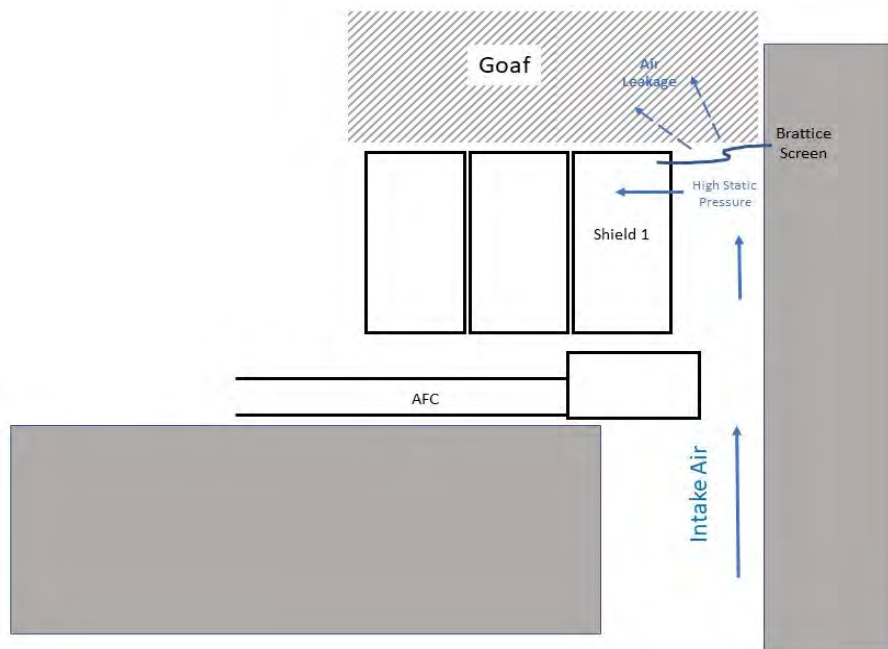 Goaf
Air
Leakage
Brattice
Screen
High Static
Pressure
Shield 1
AFC
Intake Air